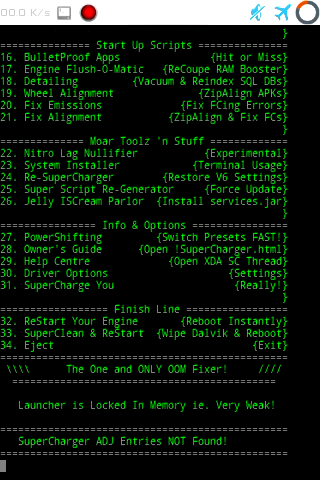 00.0 K/s
}
============== Start Up Scripts ===============
16. BulletProof Apps {Hit or Miss}
17. Engine Flush-O-Matic {ReCoupe RAM Booster}
18. Detailing {Vacuum & Reindex SQL DBs}
19. Wheel Alignment {ZipAlign APKs}
20. Fix Emissions {Fix FCing Errors}
21. Fix Alignment {ZipAlign & Fix FCs}
}
============= Moar Toolz 'n Stuff =============
22. Nitro Lag Nullifier {Experimental}
23. System Installer {Terminal Usage}
24. Re-SuperCharger {Restore V6 Settings}
25. Super Script Re-Generator {Force Update}
26. Jelly ISCream Parlor {Install services.jar}
}
=============== Info & Options ================
27. PowerShifting {Switch Presets FAST!}
28. Owner's Guide {Open !SuperCharger.html}
29. Help Centre {Open XDA SC Thread}
30. Driver Options {Settings}
31. SuperCharge You {Really!}
}
================= Finish Line =================
32. ReStart Your Engine {Reboot Instantly}
33. SuperClean & ReStart {Wipe Dalvik & Reboot}
34. Eject {Exit}
===============================================
\\\\ The One and ONLY OOM Fixer! ////
===========================================
Launcher is Locked In Memory ie. Very Weak!
===============================================
SuperCharger ADJ Entries NOT Found!
===============================================